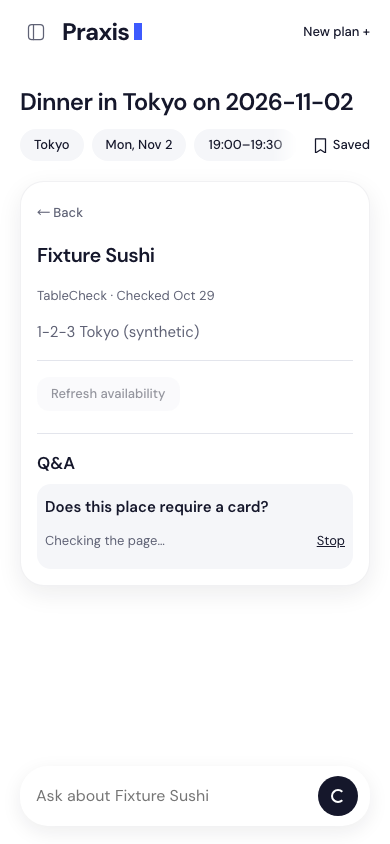 Praxis
New plan +
Dinner in Tokyo on 2026-11-02
Tokyo
Mon, Nov 2
19:00–19:30
Saved
← Back
Fixture Sushi
TableCheck · Checked Oct 29
1-2-3 Tokyo (synthetic)
Refresh availability
Q&A
Does this place require a card?
Checking the page…
Stop
Ask about Fixture Sushi